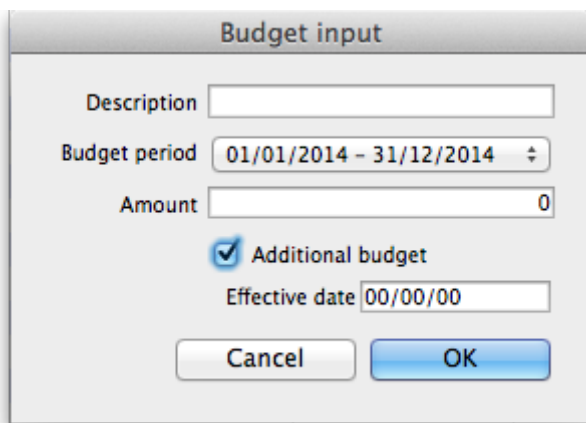 Budget input
Description
Budget period 01/01/2014 – 31/12/2014
Amount 0
Additional budget
Effective date 00/00/00
Cancel OK